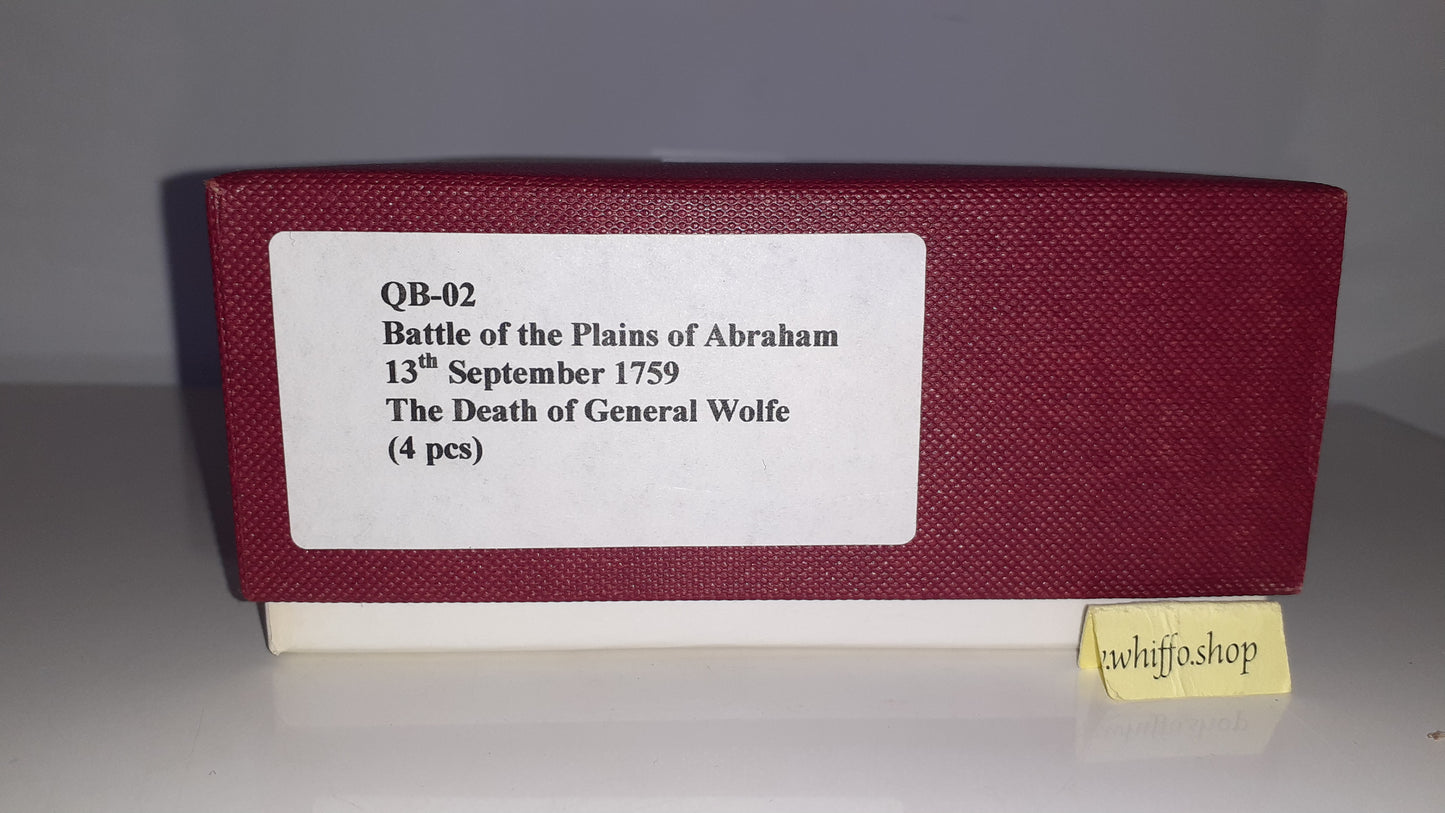 QB-02
Battle of the Plains of Abraham
13th September 1759
The Death of General Wolfe
(4 pcs)
.whiffo.shop